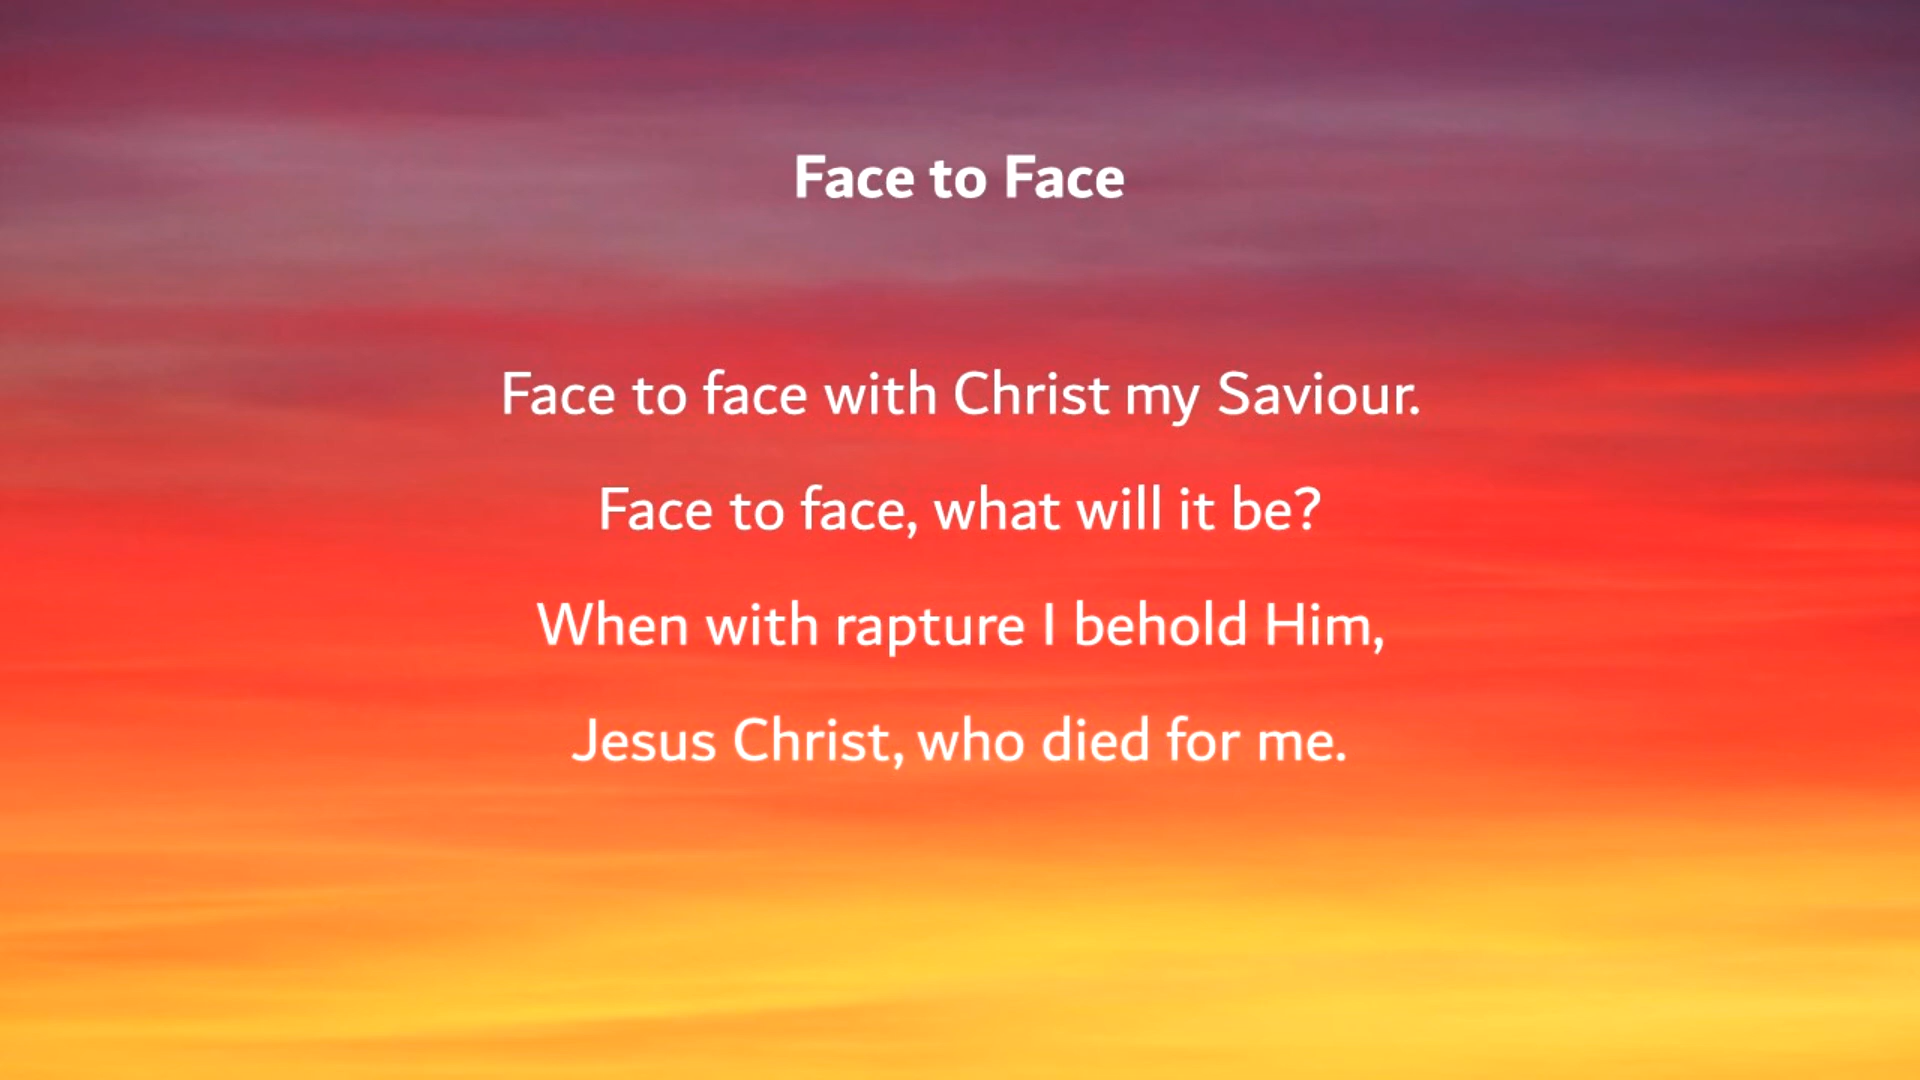 Face to Face
Face to face with Christ my Saviour.
Face to face, what will it be?
When with rapture I behold Him,
Jesus Christ, who died for me.